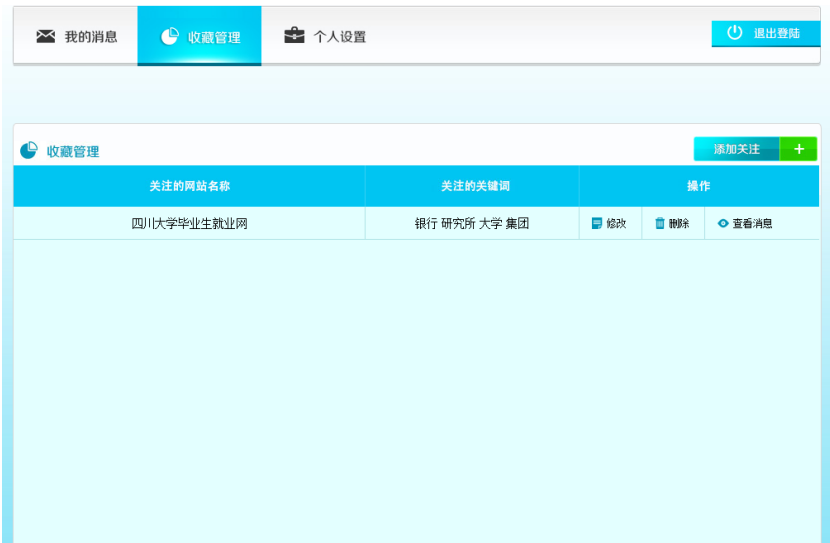 我的消息 收藏管理 个人设置 退出登陆
收藏管理 添加关注 +
关注的网站名称 关注的关键词 操作
四川大学毕业生就业网 银行 研究所 大学 集团 修改 删除 查看消息